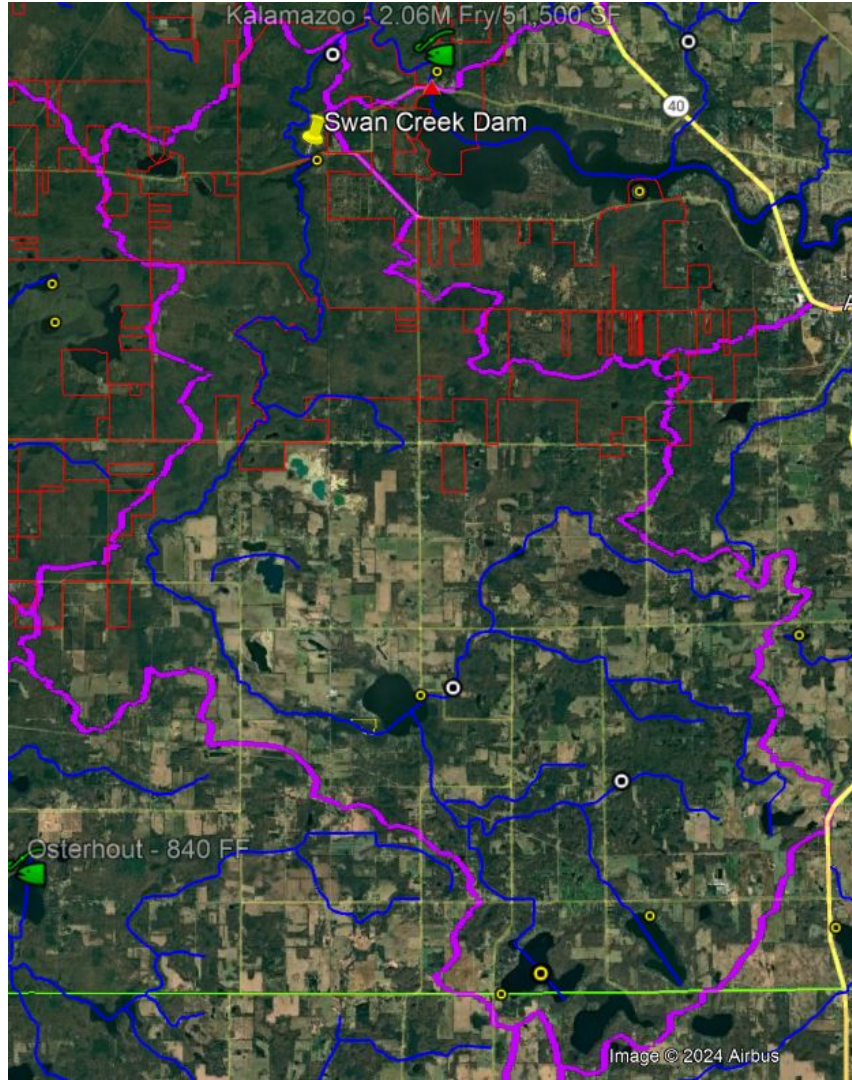 Kalamazoo - 2.06M Fry/51,500 SF
40
Swan Creek Dam
A
Osterhout - 840 FF
Image © 2024 Airbus